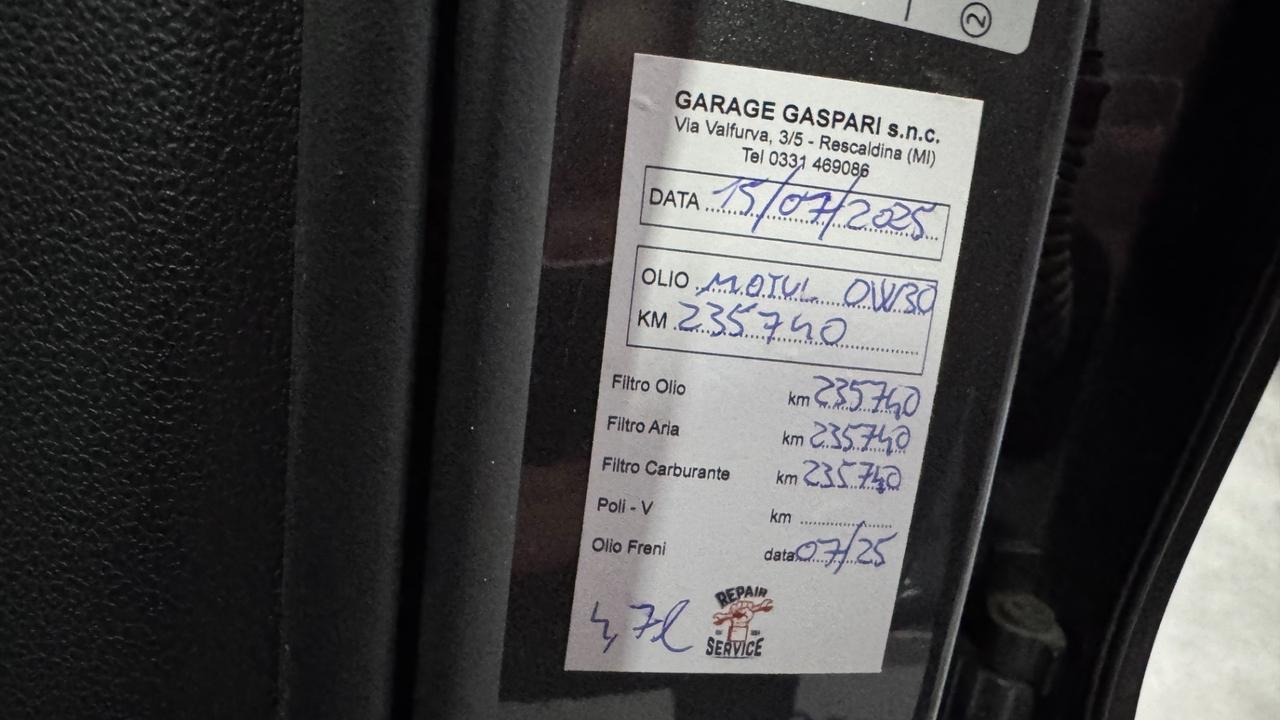 ②
GARAGE GASPARI s.n.c.
Via Valfurva, 3/5 - Rescaldina (MI)
Tel 0331 469086
DATA 15/07/2025
OLIO MOTUL 0W30
KM 235740
Filtro Olio km 235740
Filtro Aria km 235740
Filtro Carburante km 235740
Poli - V km
Olio Freni data 07/25
4,7l
REPAIR
SERVICE